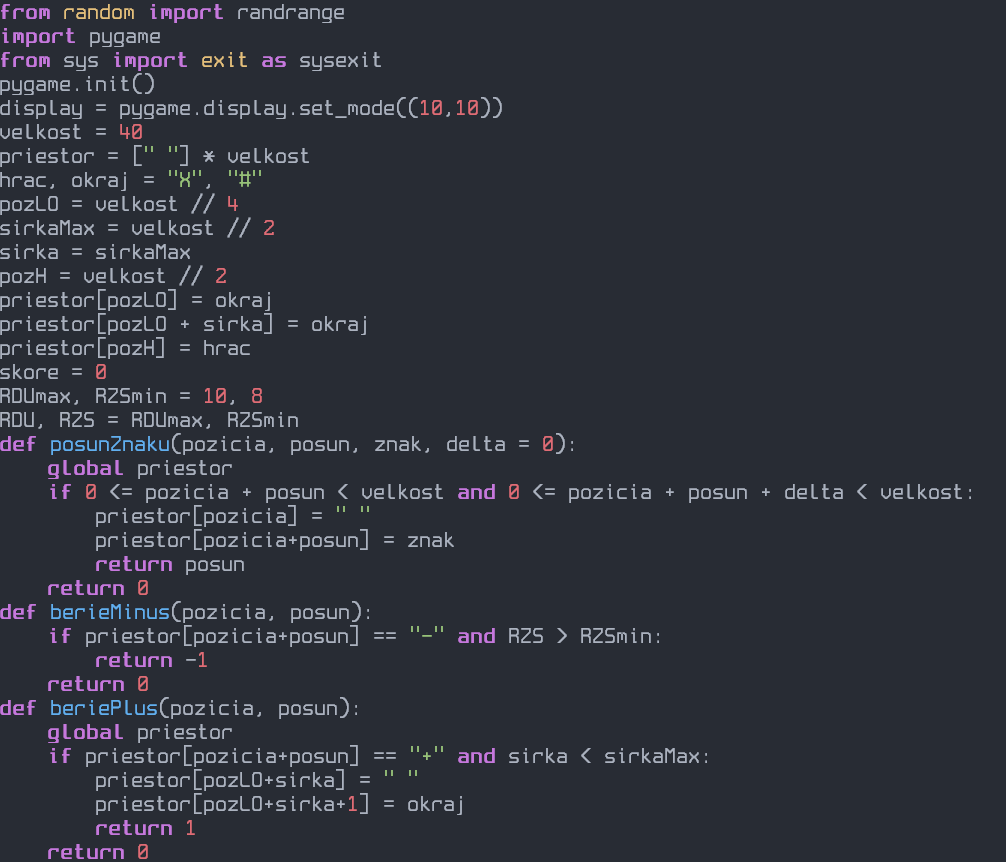 from random import randrange
import pygame
from sys import exit as sysexit
pygame.init()
display = pygame.display.set_mode((10,10))
velkost = 40
priestor = [" "] * velkost
hrac, okraj = "X", "#"
pozLO = velkost // 4
sirkaMax = velkost // 2
sirka = sirkaMax
pozH = velkost // 2
priestor[pozLO] = okraj
priestor[pozLO + sirka] = okraj
priestor[pozH] = hrac
skore = 0
RDUmax, RZSmin = 10, 8
RDU, RZS = RDUmax, RZSmin
def posunZnaku(pozicia, posun, znak, delta = 0):
    global priestor
    if 0 <= pozicia + posun < velkost and 0 <= pozicia + posun + delta < velkost:
        priestor[pozicia] = " "
        priestor[pozicia+posun] = znak
        return posun
    return 0
def berieMinus(pozicia, posun):
    if priestor[pozicia+posun] == "-" and RZS > RZSmin:
        return -1
    return 0
def beriePlus(pozicia, posun):
    global priestor
    if priestor[pozicia+posun] == "+" and sirka < sirkaMax:
        priestor[pozLO+sirka] = " "
        priestor[pozLO+sirka+1] = okraj
        return 1
    return 0